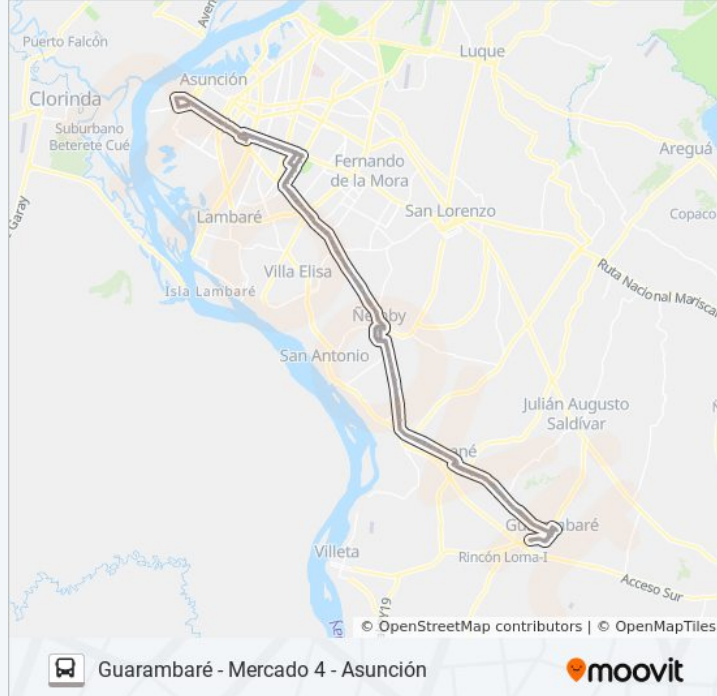 Puerto Falcón
Asunción
Luque
Clorinda
Suburbano
Beterete Cué
Fernando
de la Mora
Areguá
Lambaré
San Lorenzo
Copaco
Garay
Villa Elisa
Isla Lambaré
Ruta Nacional Mariscal
San Antonio
Julián Augusto
Saldívar
Villeta
Rincón Loma-I
Acceso Sur
Y19
© OpenStreetMap contributors | © OpenMapTiles
Guarambaré - Mercado 4 - Asunción
moovit